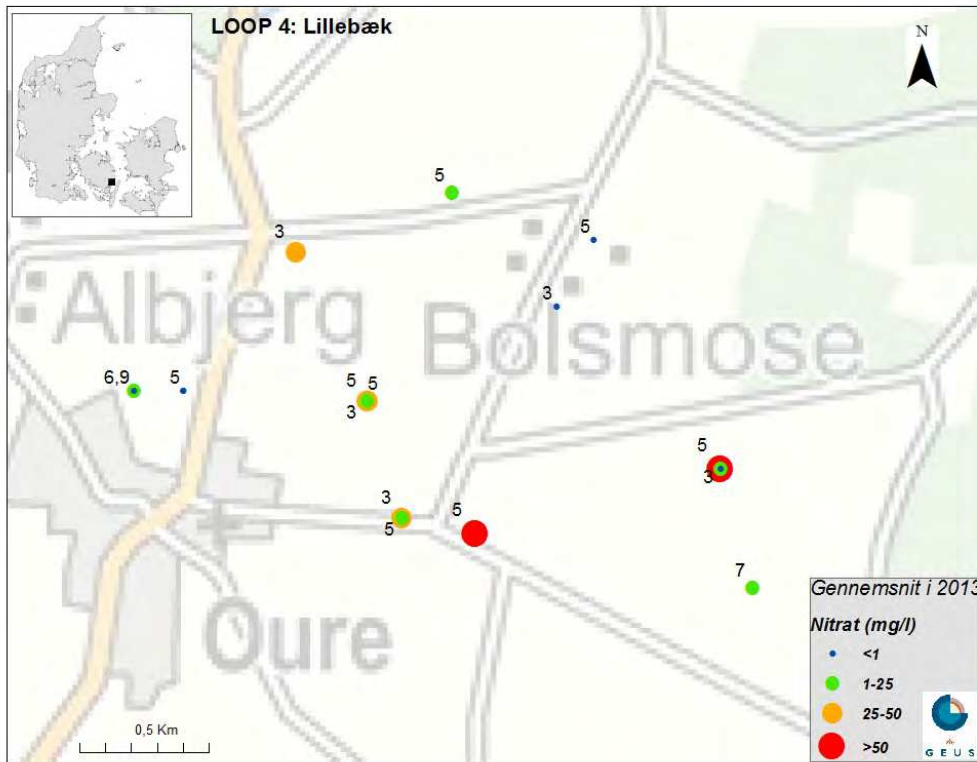 LOOP 4: Lillebæk
N
5
3
5
3
Albjerg
Bolsmose
6,9
5
5 5
3
5
3
3
5
5
7
Oure
0,5 Km
Gennemsnit i 2013
Nitrat (mg/l)
<1
1-25
25-50
>50
GEUS